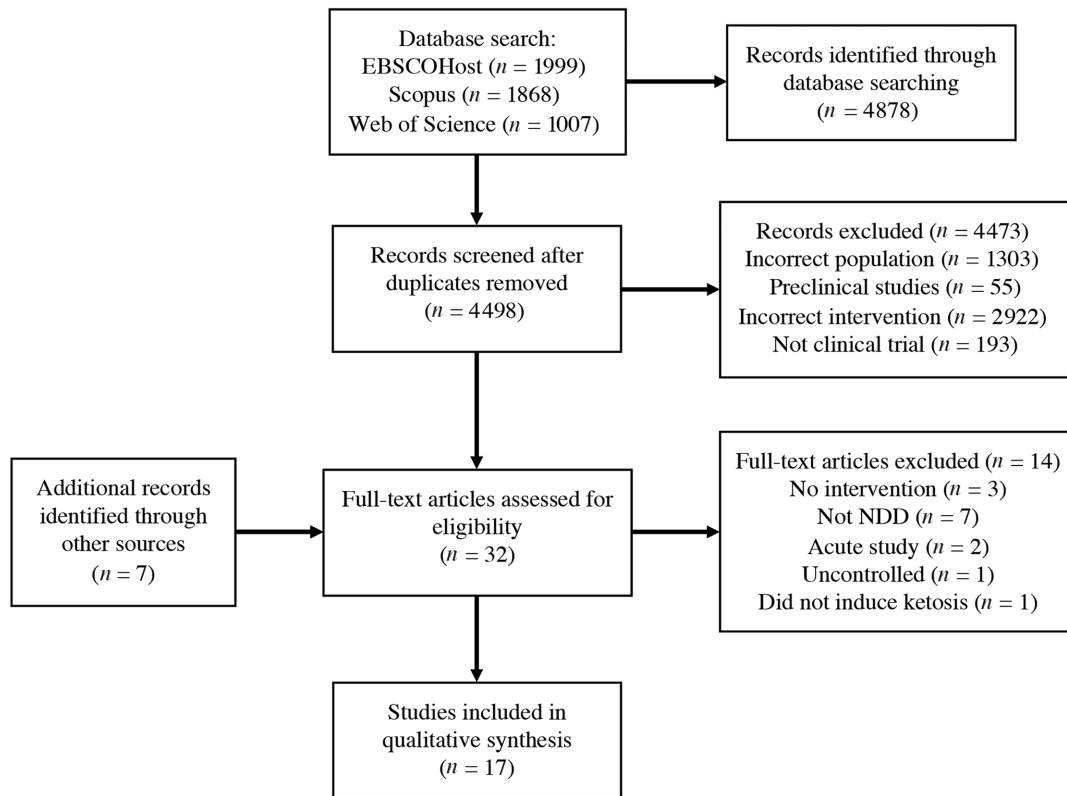 Database search:
EBSCOHost (n = 1999)
Scopus (n = 1868)
Web of Science (n = 1007)
Records identified through
database searching
(n = 4878)
Records screened after
duplicates removed
(n = 4498)
Records excluded (n = 4473)
Incorrect population (n = 1303)
Preclinical studies (n = 55)
Incorrect intervention (n = 2922)
Not clinical trial (n = 193)
Additional records
identified through
other sources
(n = 7)
Full-text articles assessed for
eligibility
(n = 32)
Full-text articles excluded (n = 14)
No intervention (n = 3)
Not NDD (n = 7)
Acute study (n = 2)
Uncontrolled (n = 1)
Did not induce ketosis (n = 1)
Studies included in
qualitative synthesis
(n = 17)